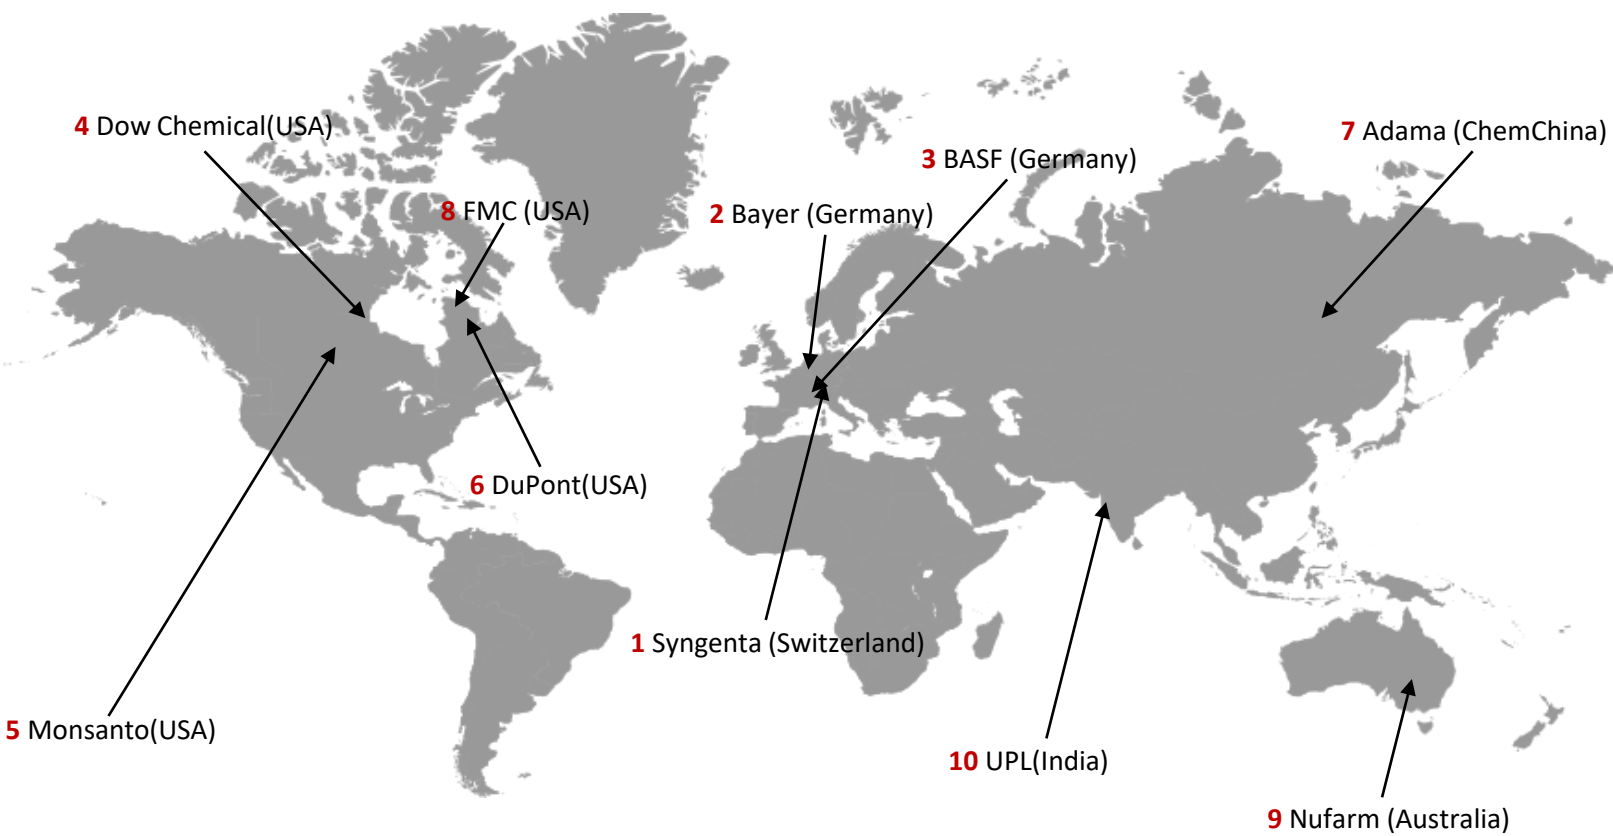 4 Dow Chemical(USA)
7 Adama (ChemChina)
3 BASF (Germany)
8 FMC (USA)
2 Bayer (Germany)
6 DuPont(USA)
1 Syngenta (Switzerland)
5 Monsanto(USA)
10 UPL(India)
9 Nufarm (Australia)